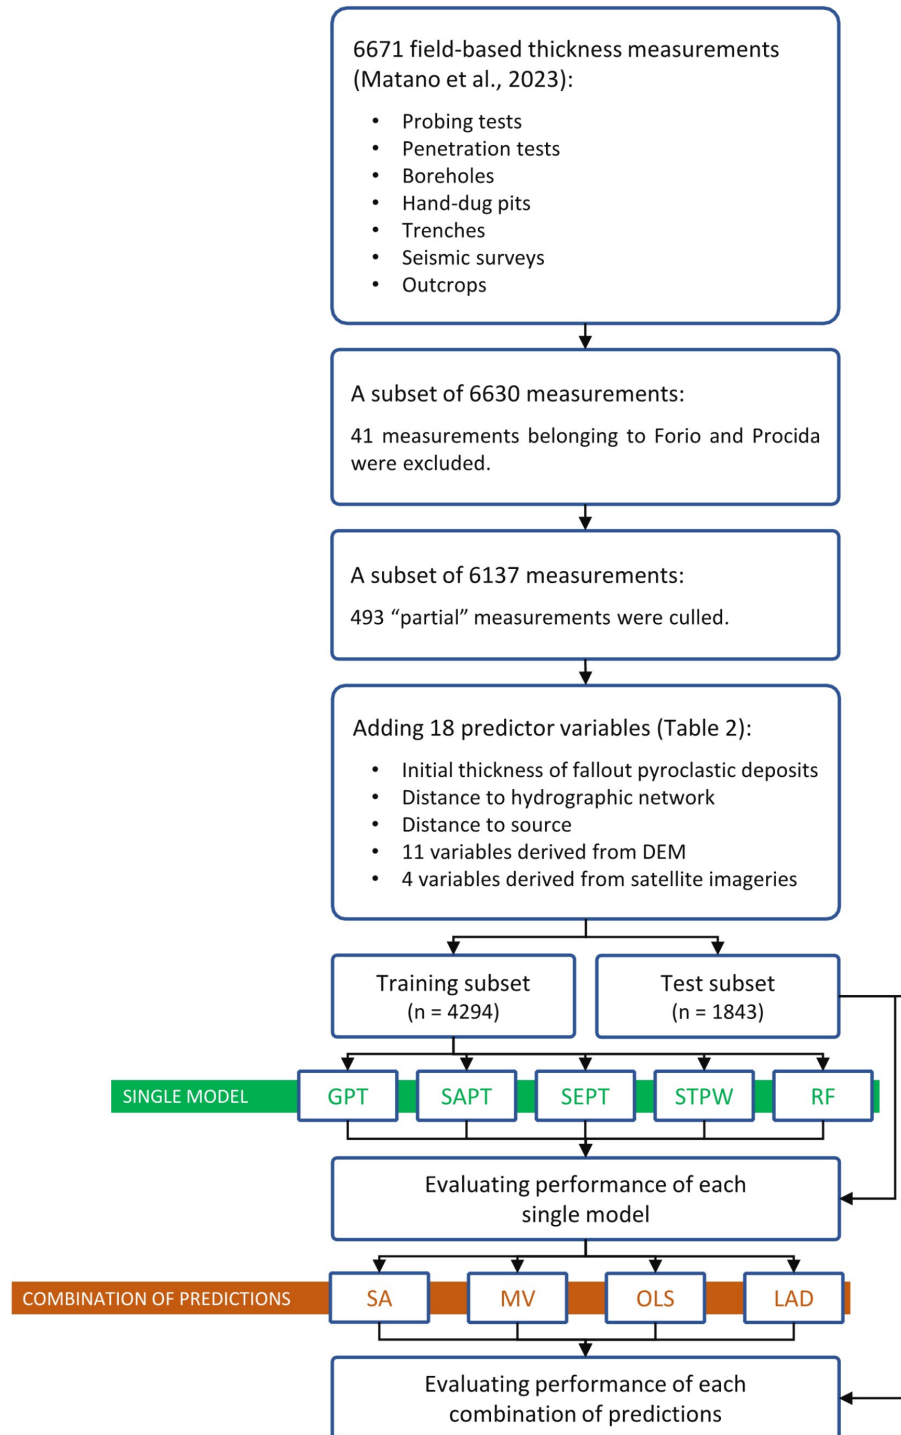 6671 field-based thickness measurements
(Matano et al., 2023):
• Probing tests
• Penetration tests
• Boreholes
• Hand-dug pits
• Trenches
• Seismic surveys
• Outcrops
A subset of 6630 measurements:
41 measurements belonging to Forio and Procida
were excluded.
A subset of 6137 measurements:
493 “partial” measurements were culled.
Adding 18 predictor variables (Table 2):
• Initial thickness of fallout pyroclastic deposits
• Distance to hydrographic network
• Distance to source
• 11 variables derived from DEM
• 4 variables derived from satellite imageries
Training subset
(n = 4294)
Test subset
(n = 1843)
SINGLE MODEL
GPT
SAPT
SEPT
STPW
RF
Evaluating performance of each
single model
COMBINATION OF PREDICTIONS
SA
MV
OLS
LAD
Evaluating performance of each
combination of predictions